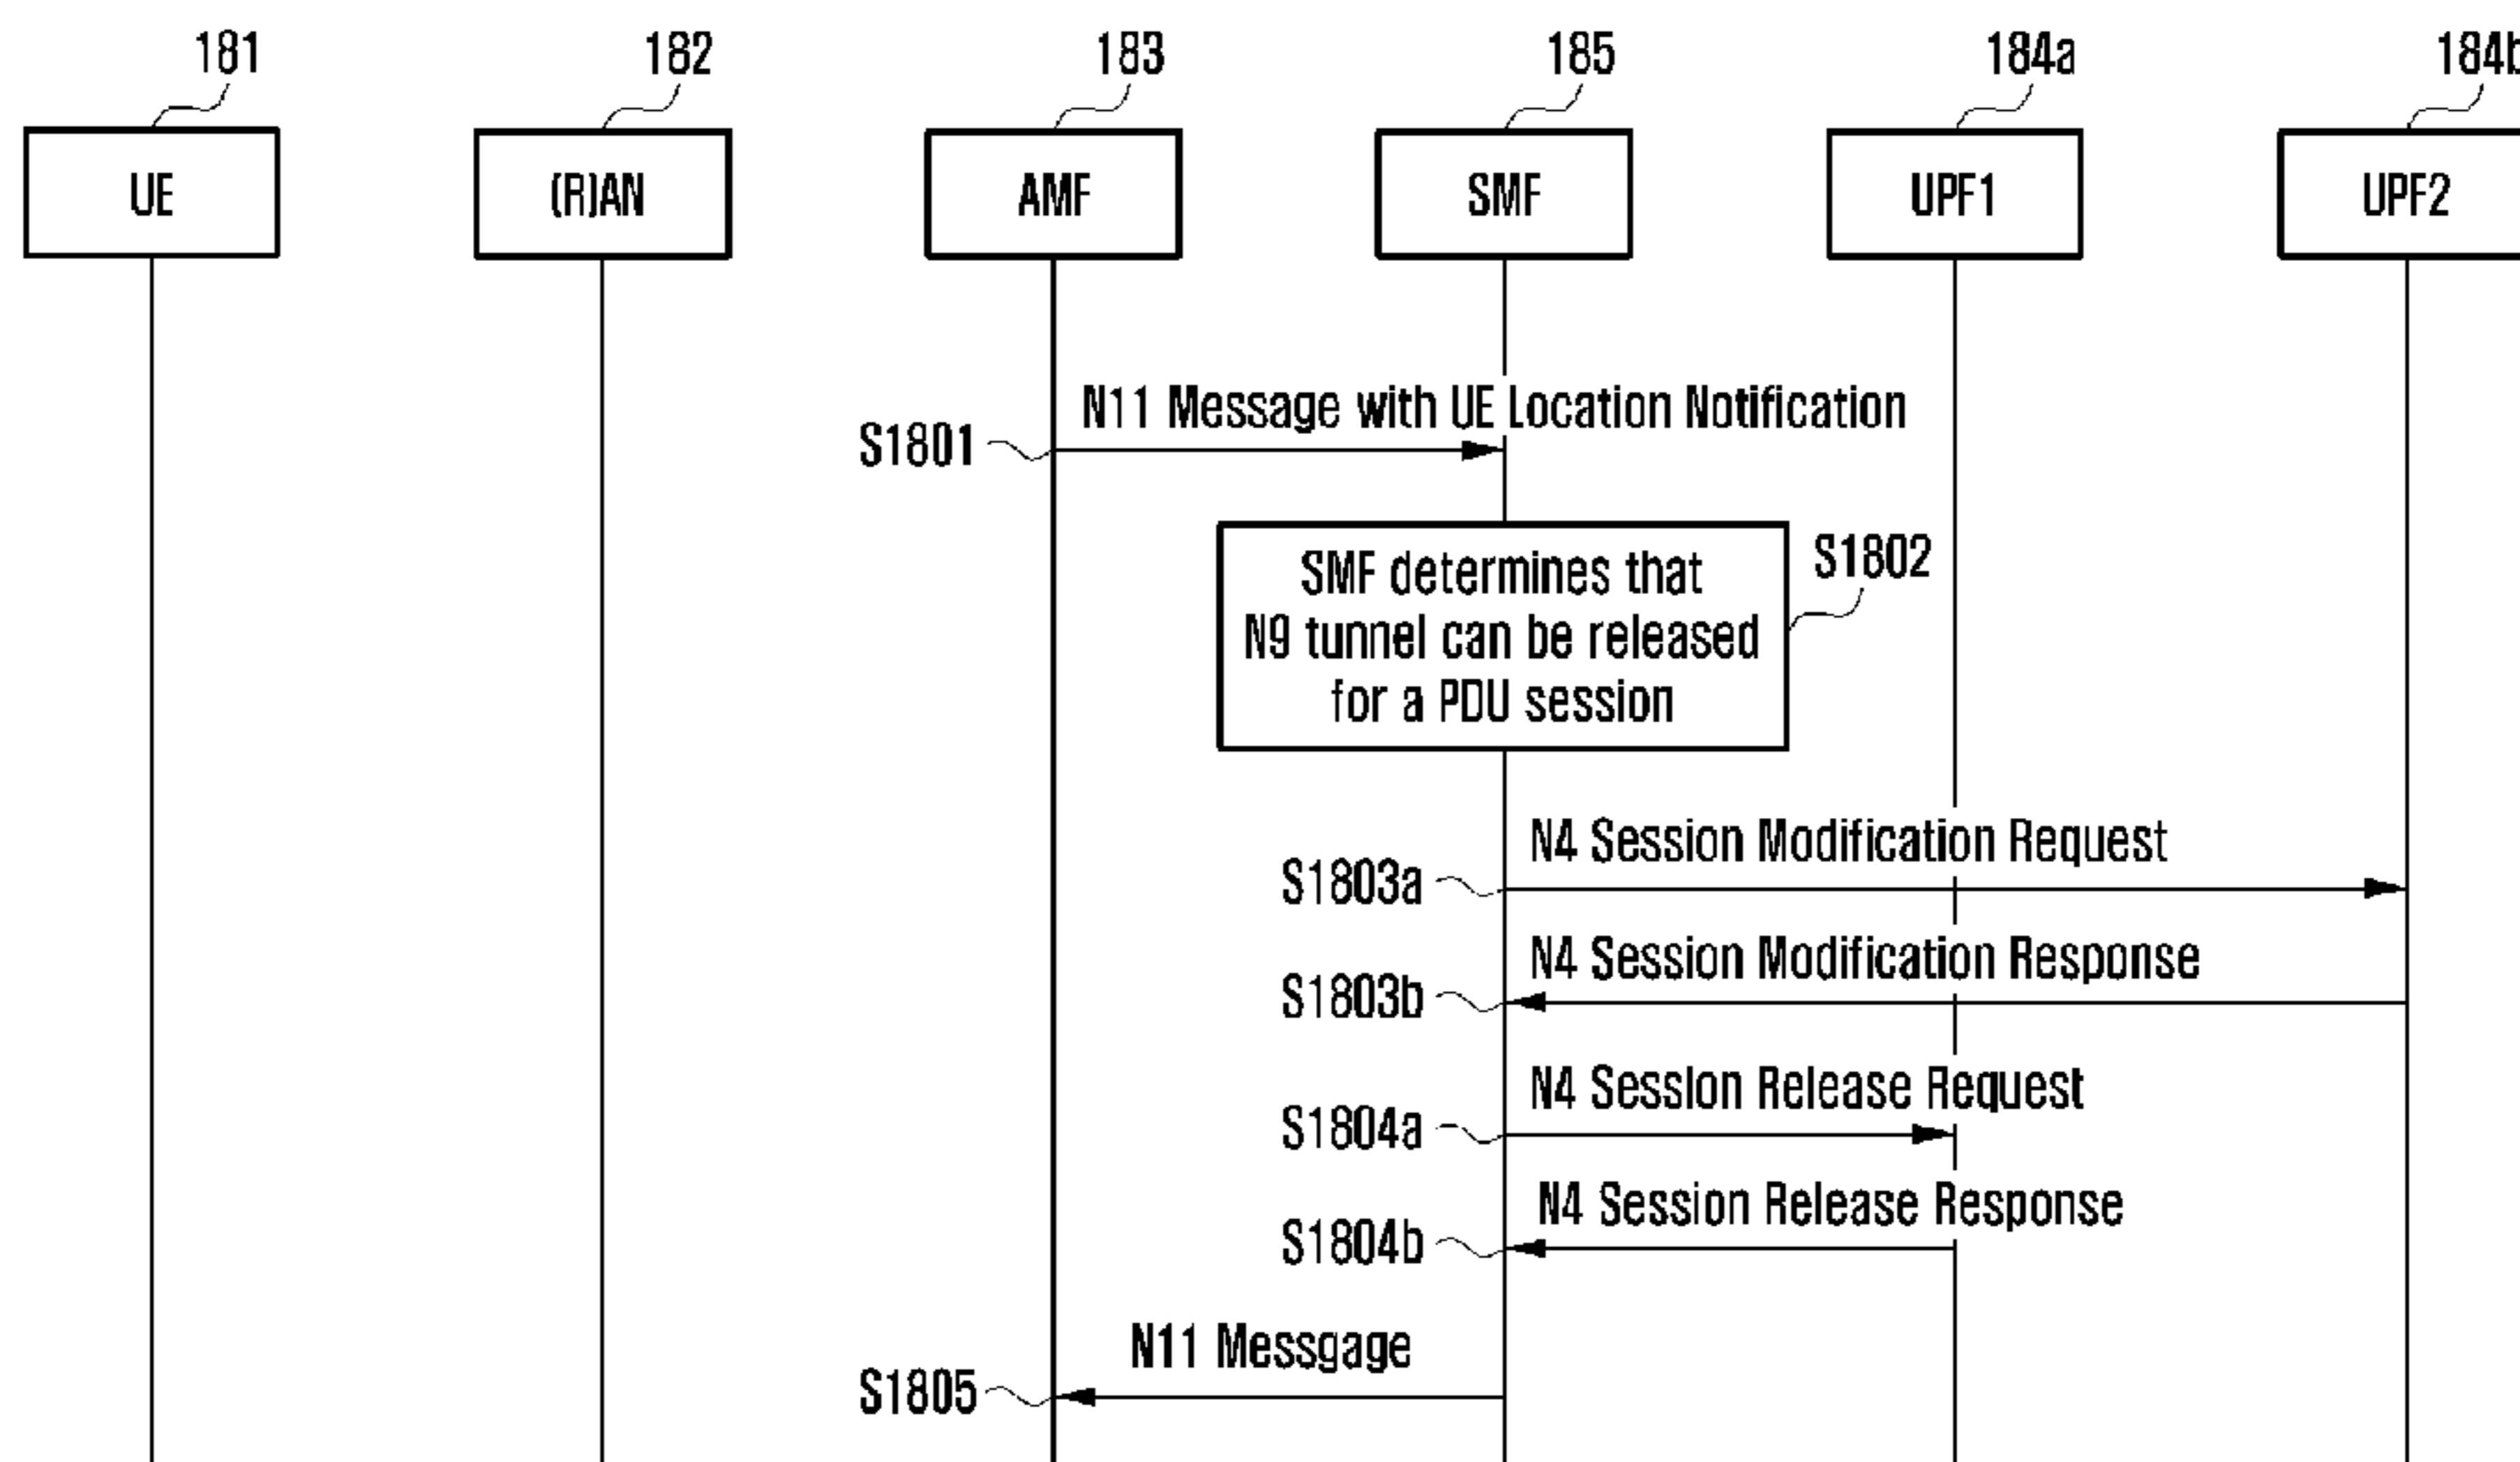 181
182
183
185
184a
184b
UE
(R)AN
AMF
SMF
UPF1
UPF2
N11 Message with UE Location Notification
S1801
SMF determines that
N9 tunnel can be released
for a PDU session
S1802
N4 Session Modification Request
S1803a
N4 Session Modification Response
S1803b
N4 Session Release Request
S1804a
N4 Session Release Response
S1804b
N11 Messgage
S1805